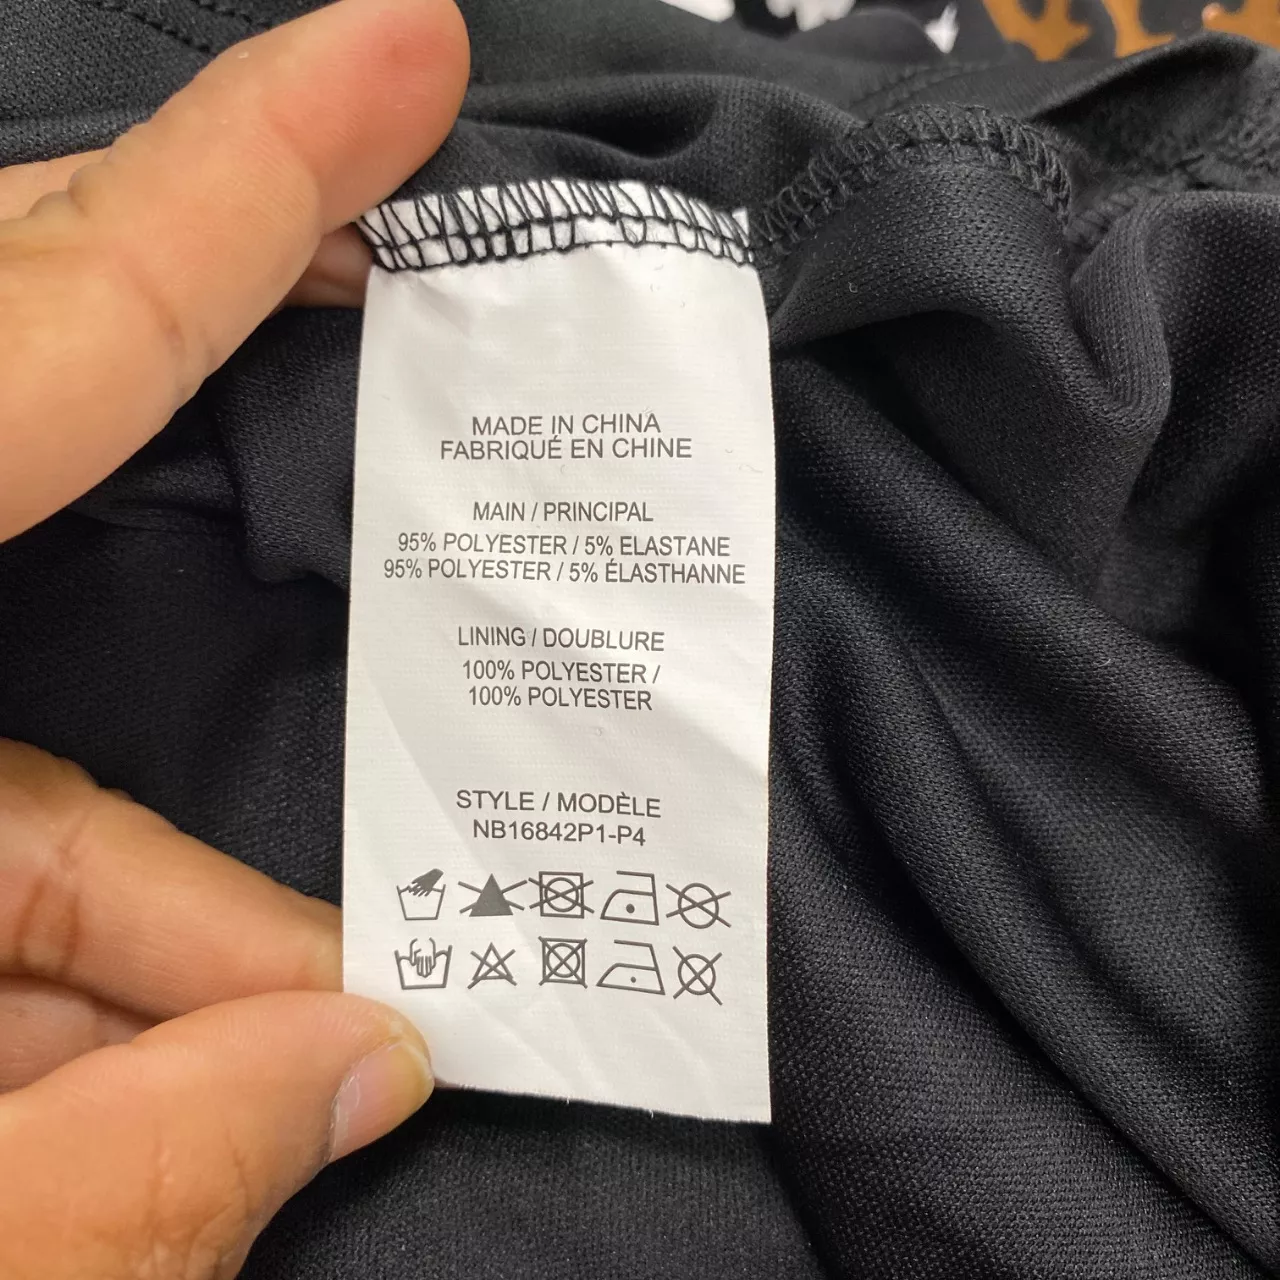 MADE IN CHINA
FABRIQUÉ EN CHINE
MAIN / PRINCIPAL
95% POLYESTER / 5% ELASTANE
95% POLYESTER / 5% ÉLASTHANNE
LINING / DOUBLURE
100% POLYESTER /
100% POLYESTER
STYLE / MODÈLE
NB16842P1-P4